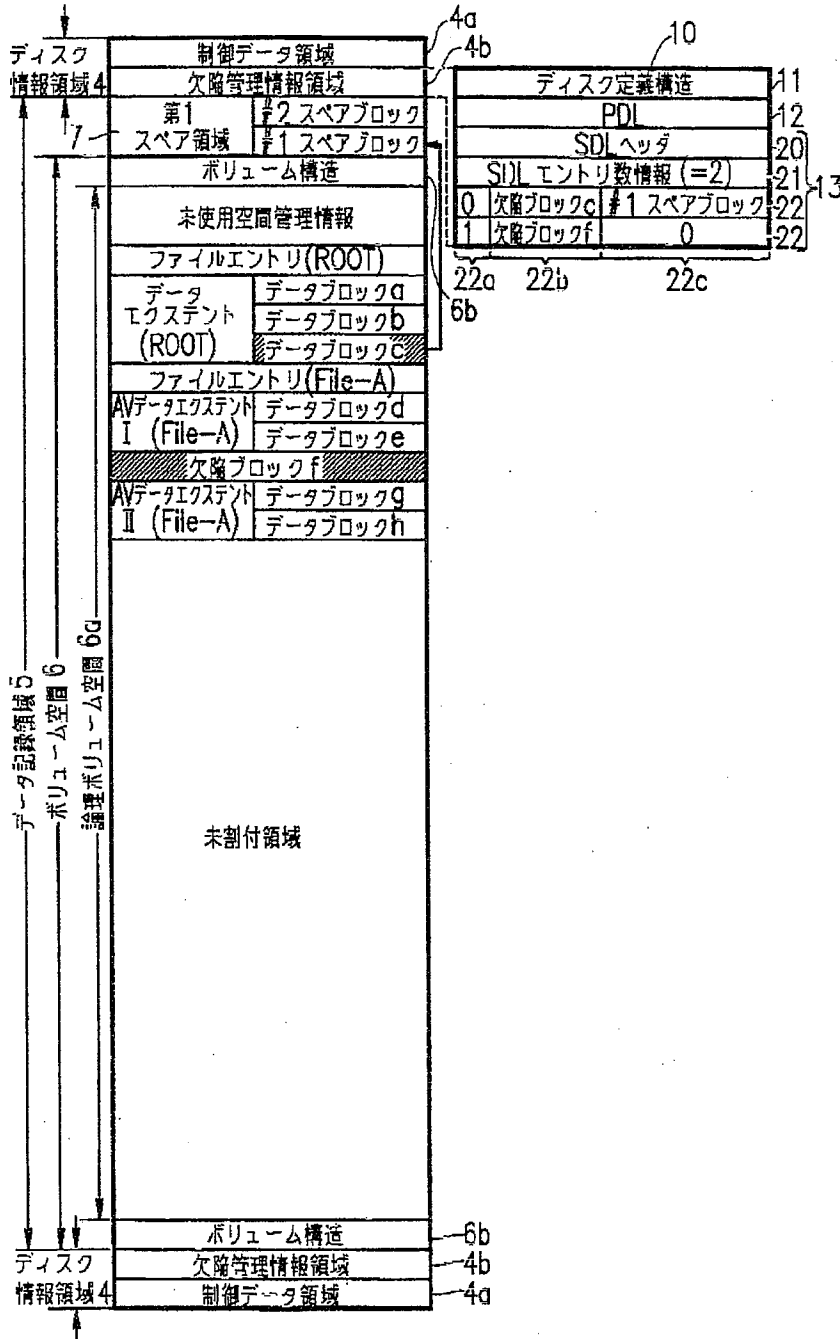 ディスク
情報領域4
制御データ領域
4a
欠陥管理情報領域
4b
第1
スペア領域
7
#2 スペアブロック
#1 スペアブロック
ボリューム構造
6b
未使用空間管理情報
ファイルエントリ(ROOT)
データ
エクステント
(ROOT)
データブロックa
データブロックb
データブロックc
ファイルエントリ(File-A)
AVデータエクステント
I (File-A)
データブロックd
データブロックe
欠陥ブロックf
AVデータエクステント
II (File-A)
データブロックg
データブロックh
未割付領域
データ記録領域5
ボリューム空間6
論理ボリューム空間6a
ボリューム構造
6b
ディスク
情報領域4
欠陥管理情報領域
4b
制御データ領域
4a
10
ディスク定義構造
11
PDL
12
SDLヘッダ
20
SDLエントリ数情報(=2)
21
13
0 欠陥ブロックc #1 スペアブロック
22
1 欠陥ブロックf 0
22
22a 22b 22c